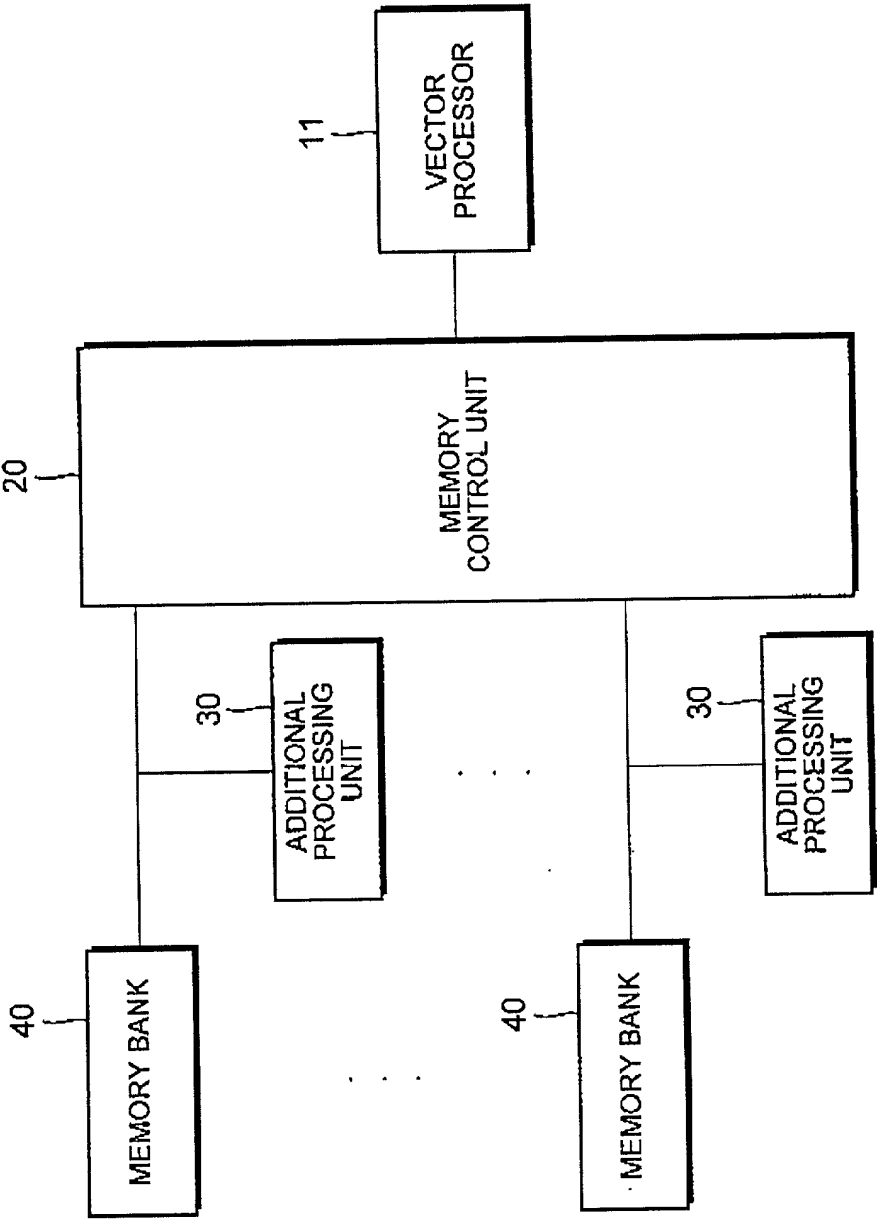 11
VECTOR
PROCESSOR
20
MEMORY
CONTROL UNIT
30
ADDITIONAL
PROCESSING
UNIT
30
ADDITIONAL
PROCESSING
UNIT
40
MEMORY BANK
40
MEMORY BANK